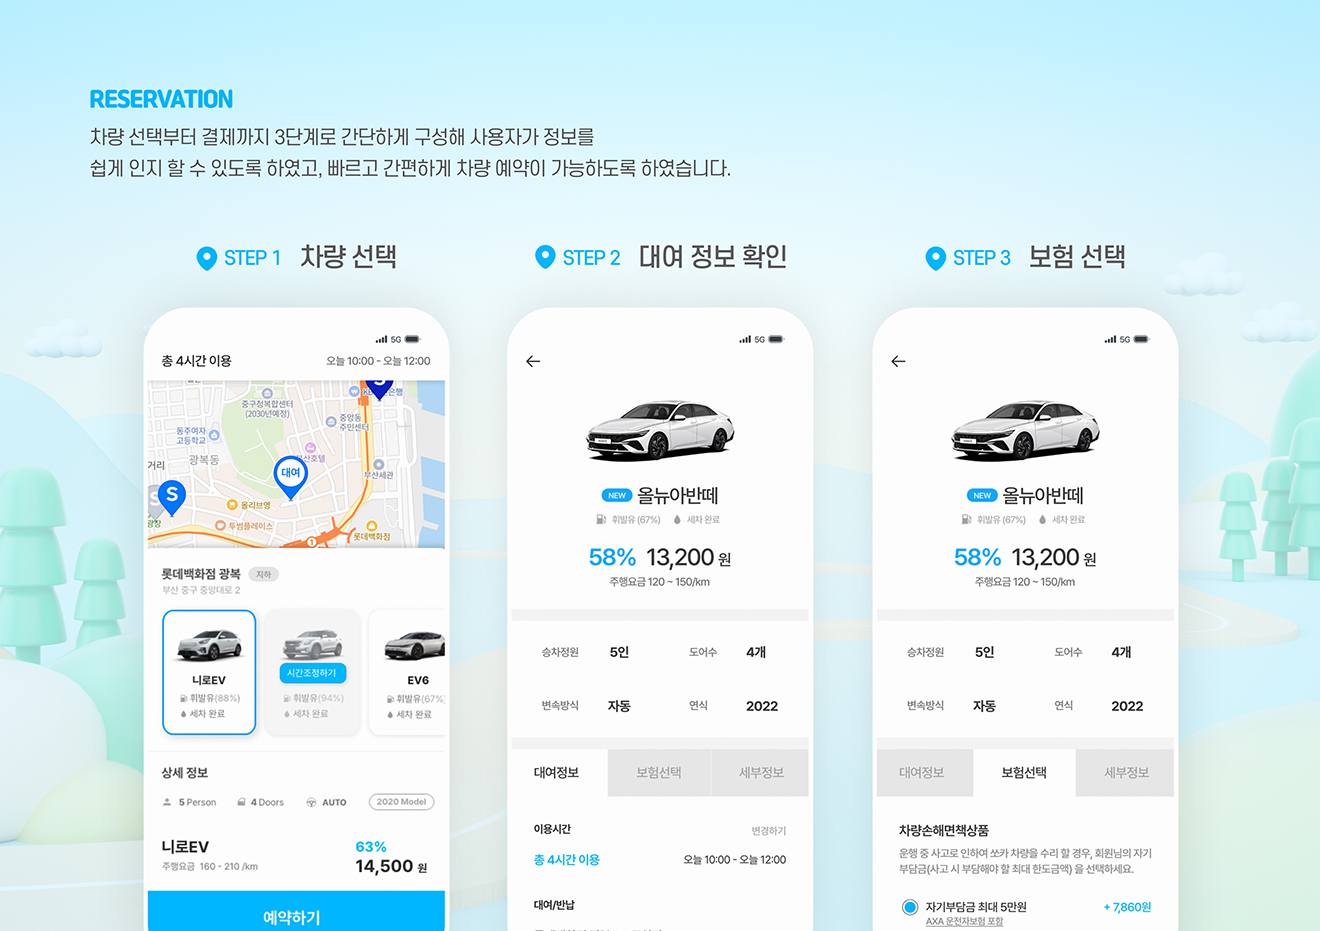 RESERVATION
차량 선택부터 결제까지 3단계로 간단하게 구성해 사용자가 정보를
쉽게 인지 할 수 있도록 하였고, 빠르고 간편하게 차량 예약이 가능하도록 하였습니다.
STEP 1 차량 선택
5G
총 4시간 이용 오늘 10:00 - 오늘 12:00
중구청복합센터
(2030년예정)
중앙동
주민센터
동주여자
고등학교
광복동
거리
대여
부산세관
S
올리브영
투썸플레이스
롯데백화점
1
롯데백화점 광복 지하
부산 중구 중앙대로 2
니로EV
휘발유(88%)
세차 완료
시간조정하기
휘발유(94%)
세차 완료
EV6
휘발유(67%)
세차 완료
상세 정보
5 Person 4 Doors AUTO 2020 Model
니로EV 63%
주행요금 160 - 210 /km 14,500 원
예약하기
STEP 2 대여 정보 확인
5G
NEW 올뉴아반떼
휘발유 (67%) 세차 완료
58% 13,200 원
주행요금 120 ~ 150/km
승차정원 5인 도어수 4개
변속방식 자동 연식 2022
대여정보 보험선택 세부정보
이용시간 변경하기
총 4시간 이용 오늘 10:00 - 오늘 12:00
대여/반납
STEP 3 보험 선택
5G
NEW 올뉴아반떼
휘발유 (67%) 세차 완료
58% 13,200 원
주행요금 120 ~ 150/km
승차정원 5인 도어수 4개
변속방식 자동 연식 2022
대여정보 보험선택 세부정보
차량손해면책상품
운행 중 사고로 인하여 쏘카 차량을 수리 할 경우, 회원님의 자기
부담금(사고 시 부담해야 할 최대 한도금액) 을 선택하세요.
자기부담금 최대 5만원 + 7,860원
AXA 운전자보험 포함